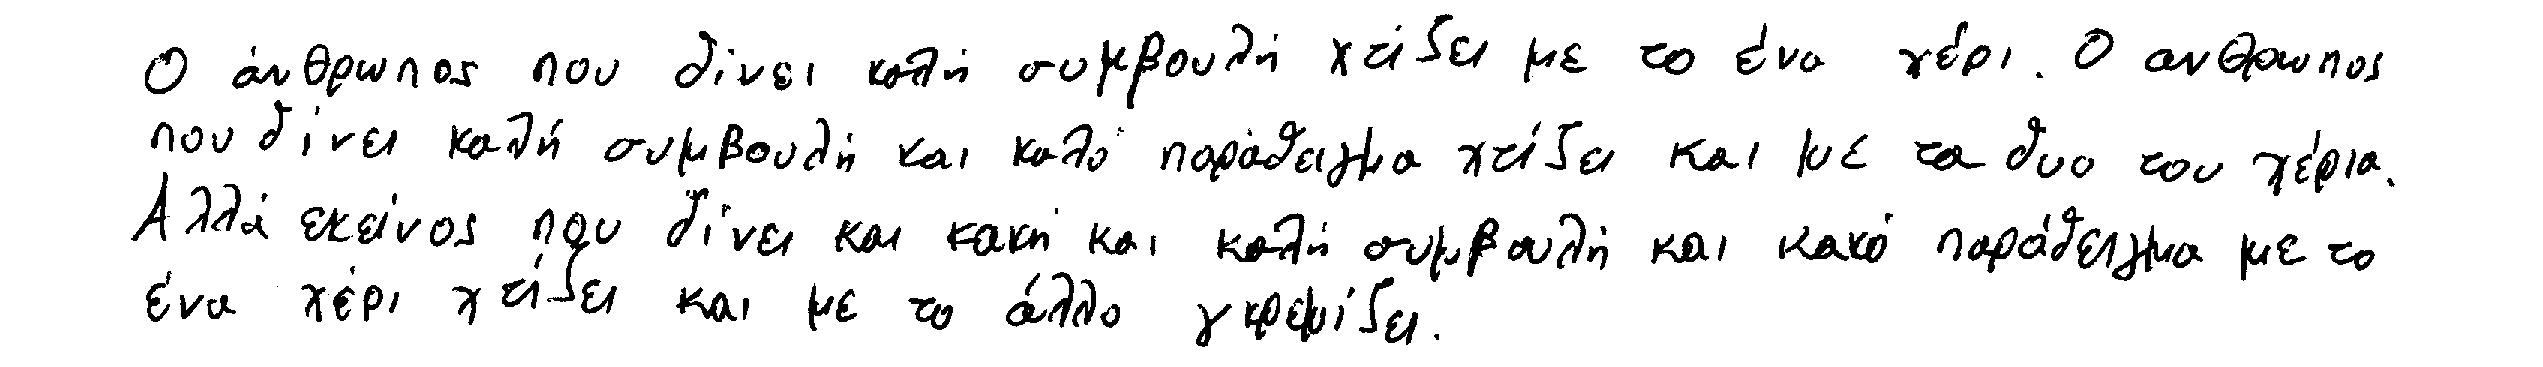 Ο άνθρωπος που δίνει καλή συμβουλή χτίζει με το ένα χέρι. Ο ανθρωπος
που δίνει καλή συμβουλή και καλό παράδειγμα χτίζει και με τα δυο του χέρια.
Αλλά εκείνος που δίνει και κακή και καλή συμβουλή και κακό παράδειγμα με το
ένα χέρι χτίζει και με το άλλο γκρεμίζει.